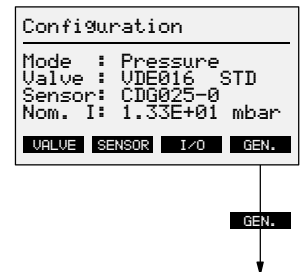 Configuration
Mode : Pressure
Valve : VDE016 STD
Sensor: CDG025-0
Nom. I: 1.33E+01 mbar
VALVE SENSOR I/O GEN.
GEN.